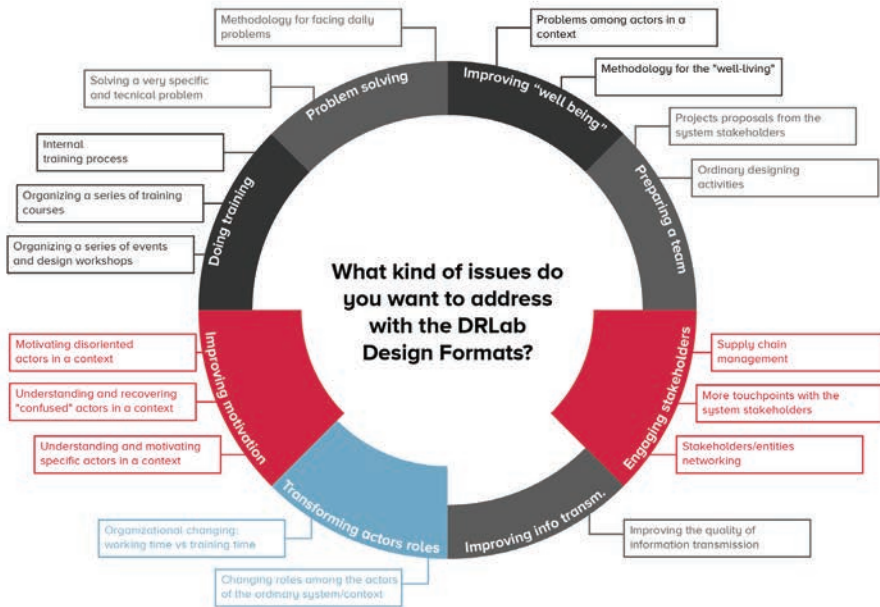 Methodology for facing daily
problems
Solving a very specific
and tecnical problem
Internal
training process
Organizing a series of training
courses
Organizing a series of events
and design workshops
Motivating disoriented
actors in a context
Understanding and recovering
"confused" actors in a context
Understanding and motivating
specific actors in a context
Organizational changing:
working time vs training time
Changing roles among the actors
of the ordinary system/context
Problems among actors in a
context
Methodology for the "well-living"
Projects proposals from the
system stakeholders
Ordinary designing
activities
Supply chain
management
More touchpoints with the
system stakeholders
Stakeholders/entities
networking
Improving the quality of
information transmission
Problem solving
Improving "well being"
Preparing a team
Engaging stakeholders
Improving info transm.
Transforming actors roles
Improving motivation
Doing training
What kind of issues do
you want to address
with the DRLab
Design Formats?